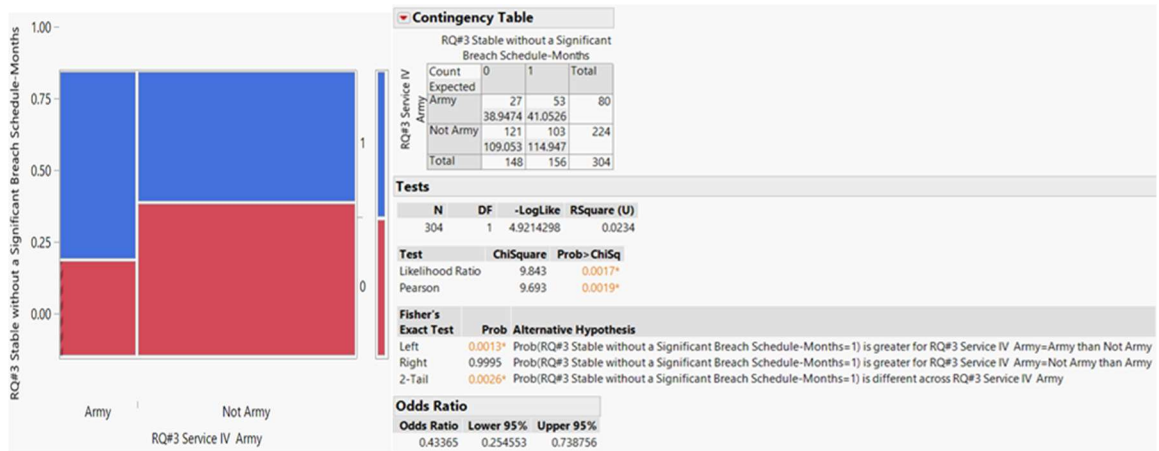 RQ#3 Stable without a Significant Breach Schedule-Months
1.00
0.75
0.50
0.25
0.00
1
0
Army
Not Army
RQ#3 Service IV Army
Contingency Table
RQ#3 Stable without a Significant
Breach Schedule-Months
RQ#3 Service IV
Army
Count 0 1 Total
Expected
Army 27 53 80
38.9474 41.0526
Not Army 121 103 224
109.053 114.947
Total 148 156 304
Tests
N DF -LogLike RSquare (U)
304 1 4.9214298 0.0234
Test ChiSquare Prob>ChiSq
Likelihood Ratio 9.843 0.0017*
Pearson 9.693 0.0019*
Fisher's
Exact Test Prob Alternative Hypothesis
Left 0.0013* Prob(RQ#3 Stable without a Significant Breach Schedule-Months=1) is greater for RQ#3 Service IV Army=Army than Not Army
Right 0.9995 Prob(RQ#3 Stable without a Significant Breach Schedule-Months=1) is greater for RQ#3 Service IV Army=Not Army than Army
2-Tail 0.0026* Prob(RQ#3 Stable without a Significant Breach Schedule-Months=1) is different across RQ#3 Service IV Army
Odds Ratio
Odds Ratio Lower 95% Upper 95%
0.43365 0.254553 0.738756